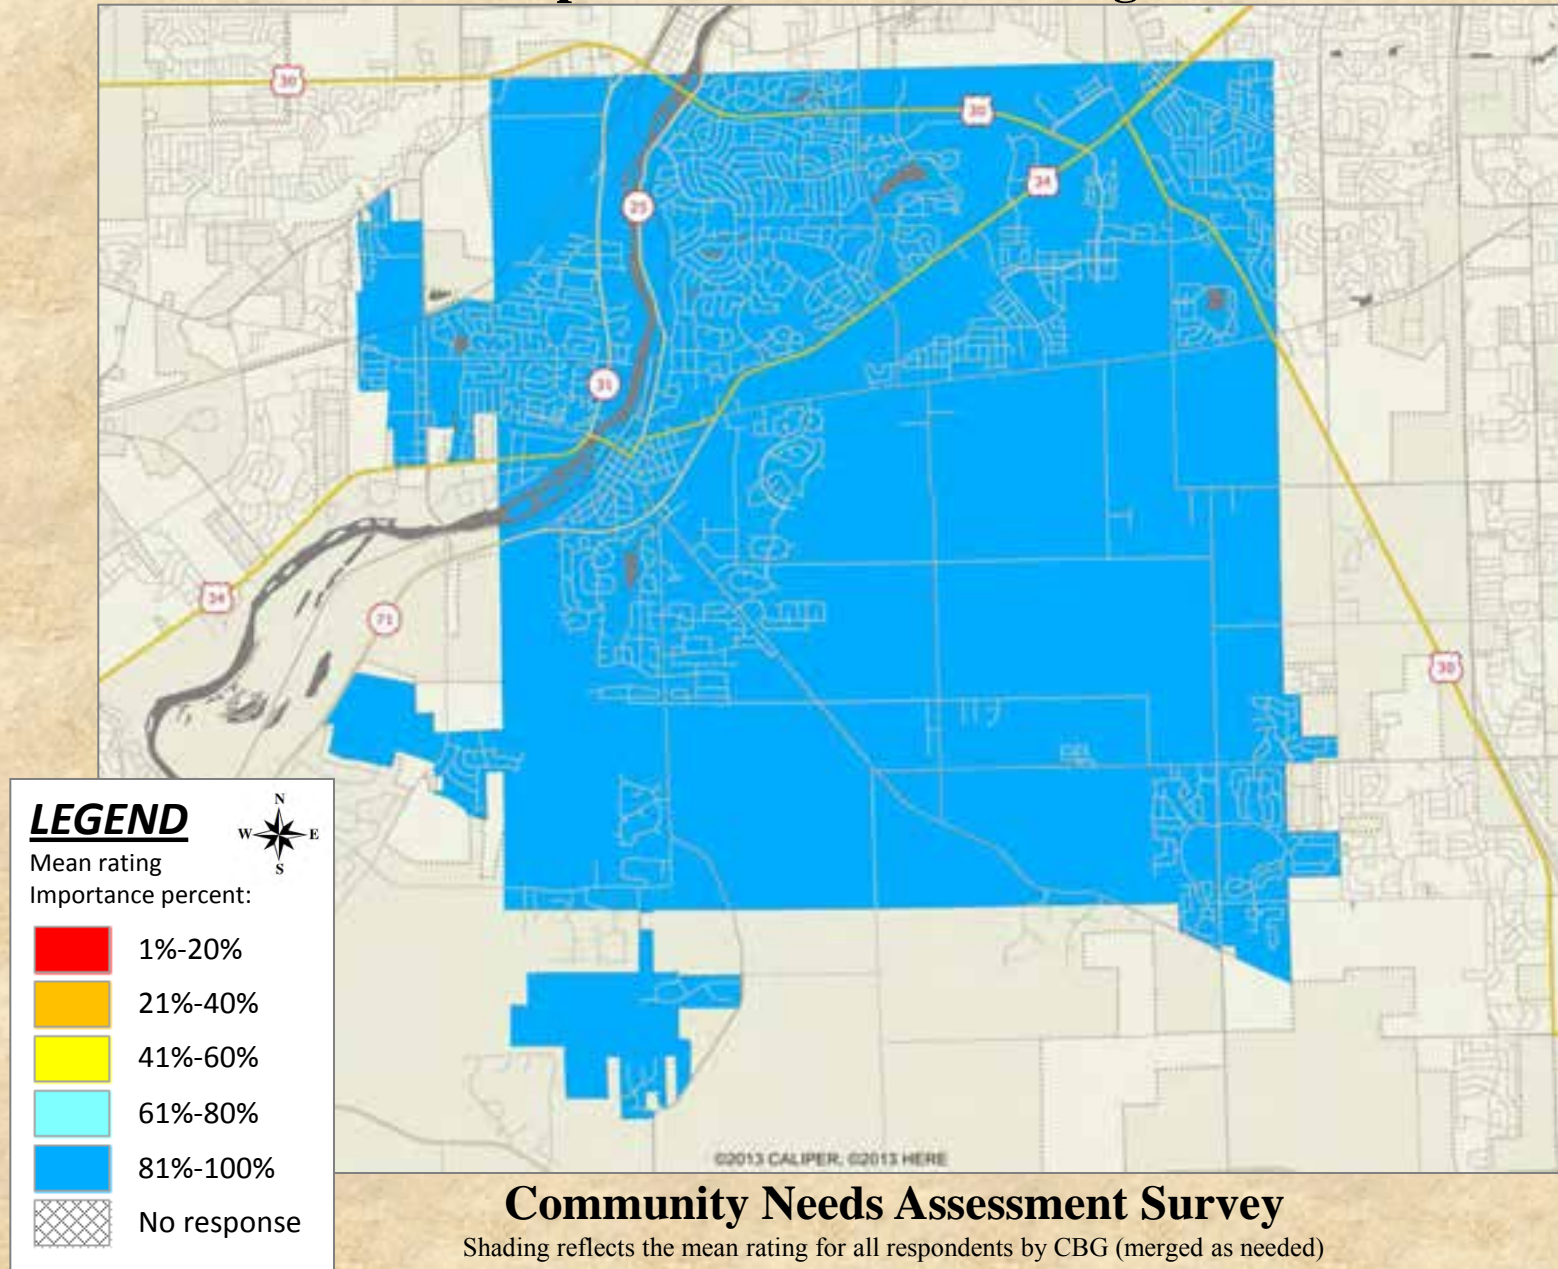 30
30
34
25
31
34
71
30
©2013 CALIPER, ©2013 HERE
LEGEND
N
W E
S
Mean rating
Importance percent:
1%-20%
21%-40%
41%-60%
61%-80%
81%-100%
No response
Community Needs Assessment Survey
Shading reflects the mean rating for all respondents by CBG (merged as needed)